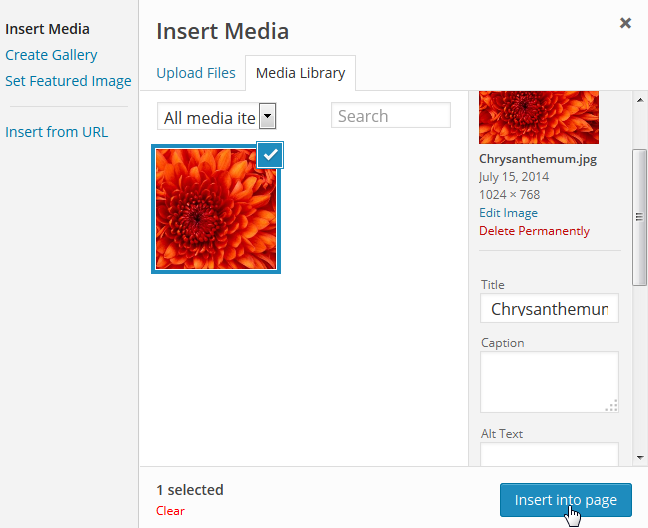 Insert Media
Create Gallery
Set Featured Image
Insert from URL
Insert Media
Upload Files
Media Library
All media ite
Search
Chrysanthemum.jpg
July 15, 2014
1024 × 768
Edit Image
Delete Permanently
Title
Chrysanthemun
Caption
Alt Text
1 selected
Clear
Insert into page